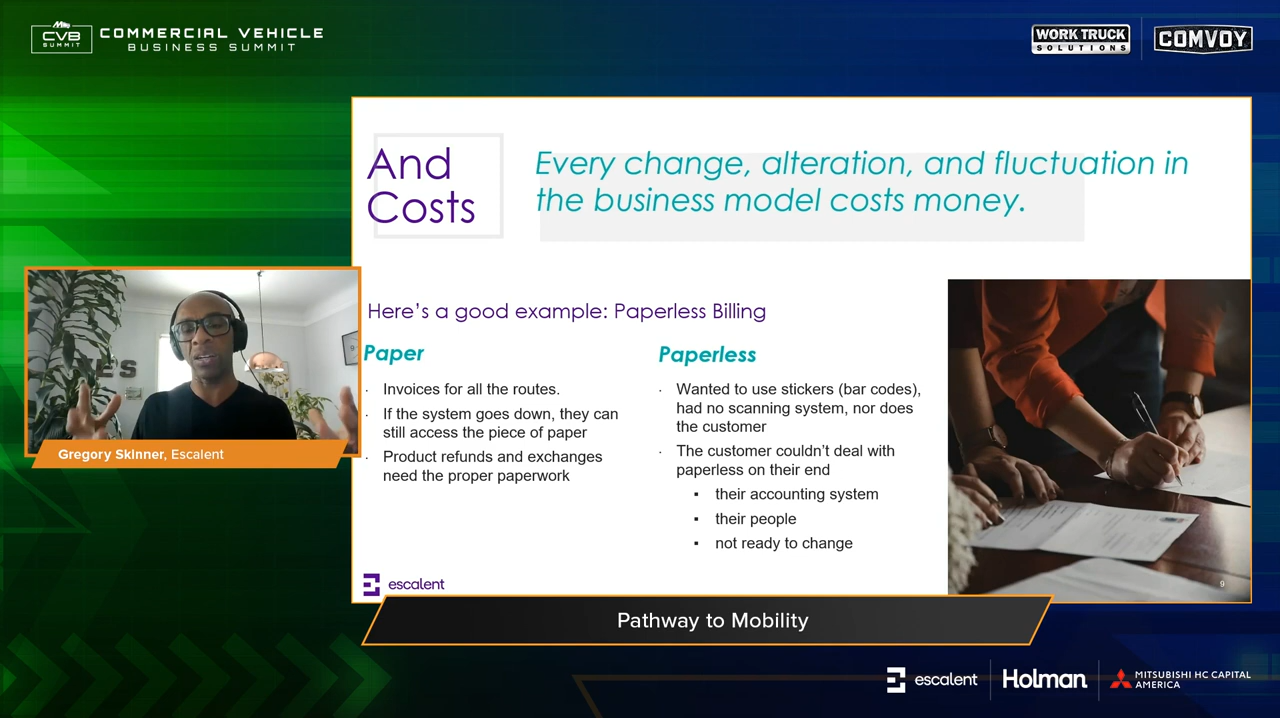 CVB
SUMMIT
COMMERCIAL VEHICLE
BUSINESS SUMMIT
WORK TRUCK
SOLUTIONS
COMVOY
And
Costs
Every change, alteration, and fluctuation in
the business model costs money.
Here’s a good example: Paperless Billing
Paper
· Invoices for all the routes.
· If the system goes down, they can
still access the piece of paper
· Product refunds and exchanges
need the proper paperwork
Paperless
· Wanted to use stickers (bar codes),
had no scanning system, nor does
the customer
· The customer couldn’t deal with
paperless on their end
▪ their accounting system
▪ their people
▪ not ready to change
Gregory Skinner, Escalent
escalent
9
Pathway to Mobility
escalent
Holman
MITSUBISHI HC CAPITAL
AMERICA